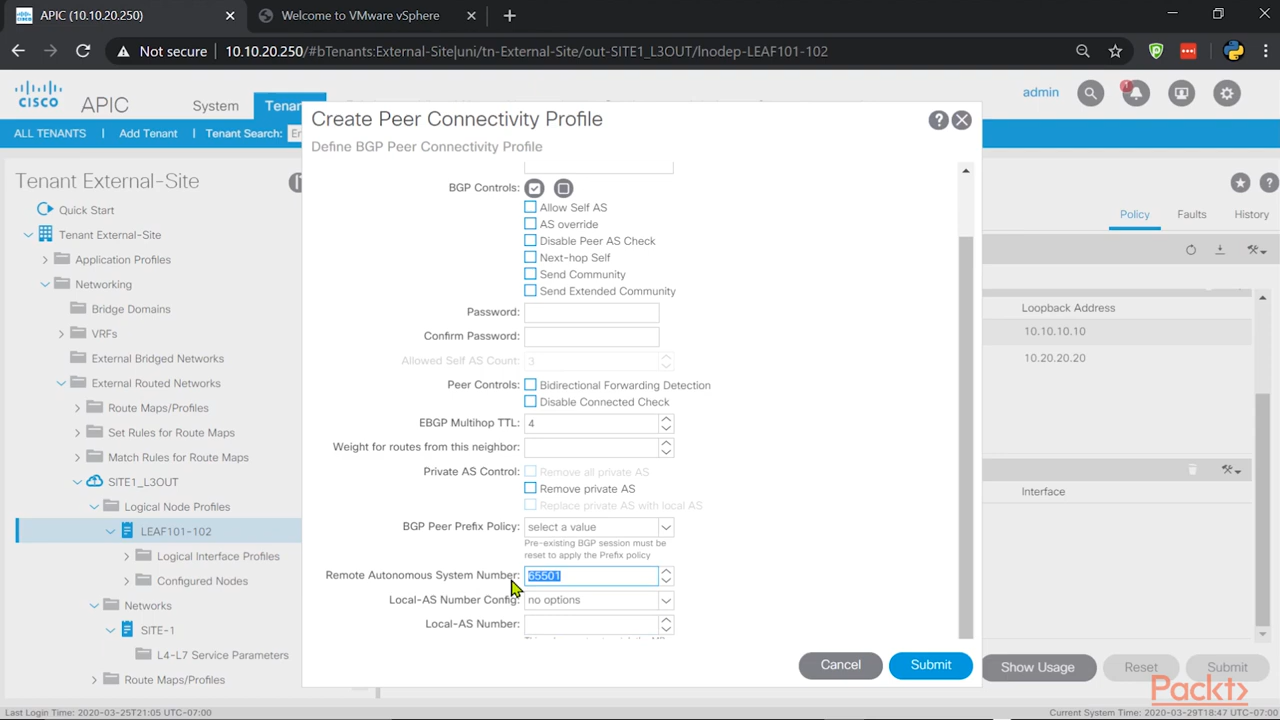 APIC (10.10.20.250)
Welcome to VMware vSphere
Not secure
10.10.20.250/#bTenants:External-Site|uni/tn-External-Site/out-SITE1_L3OUT/lnodep-LEAF101-102
CISCO
APIC
System
Tenan
admin
1
ALL TENANTS
Add Tenant
Tenant Search:
Tenant External-Site
Quick Start
Tenant External-Site
Application Profiles
Networking
Bridge Domains
VRFs
External Bridged Networks
External Routed Networks
Route Maps/Profiles
Set Rules for Route Maps
Match Rules for Route Maps
SITE1_L3OUT
Logical Node Profiles
LEAF101-102
Logical Interface Profiles
Configured Nodes
Networks
SITE-1
L4-L7 Service Parameters
Route Maps/Profiles
Create Peer Connectivity Profile
Define BGP Peer Connectivity Profile
BGP Controls:
Allow Self AS
AS override
Disable Peer AS Check
Next-hop Self
Send Community
Send Extended Community
Password:
Confirm Password:
Allowed Self AS Count: 3
Peer Controls: Bidirectional Forwarding Detection
Disable Connected Check
EBGP Multihop TTL: 4
Weight for routes from this neighbor:
Private AS Control: Remove all private AS
Remove private AS
Replace private AS with local AS
BGP Peer Prefix Policy: select a value
Pre-existing BGP session must be
reset to apply the Prefix policy
Remote Autonomous System Number: 65501
Local-AS Number Config: no options
Local-AS Number:
Cancel
Submit
Policy
Faults
History
Loopback Address
10.10.10.10
10.20.20.20
Interface
Show Usage
Reset
Submit
Packt
Last Login Time: 2020-03-25T21:05 UTC-07:00
Current System Time: 2020-03-29T18:47 UTC-07:00